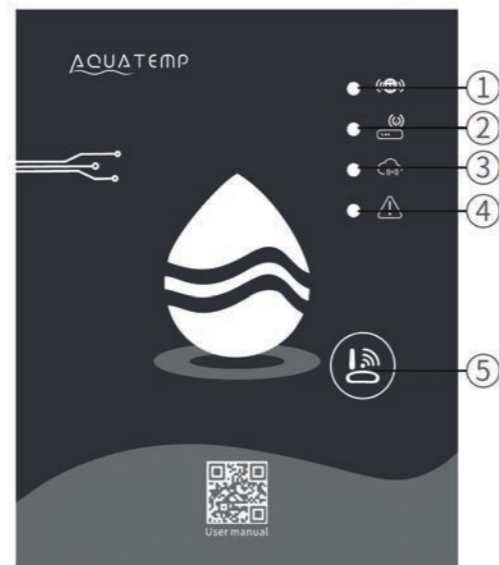 AQUATEMP
①
②
③
④
⑤
User manual